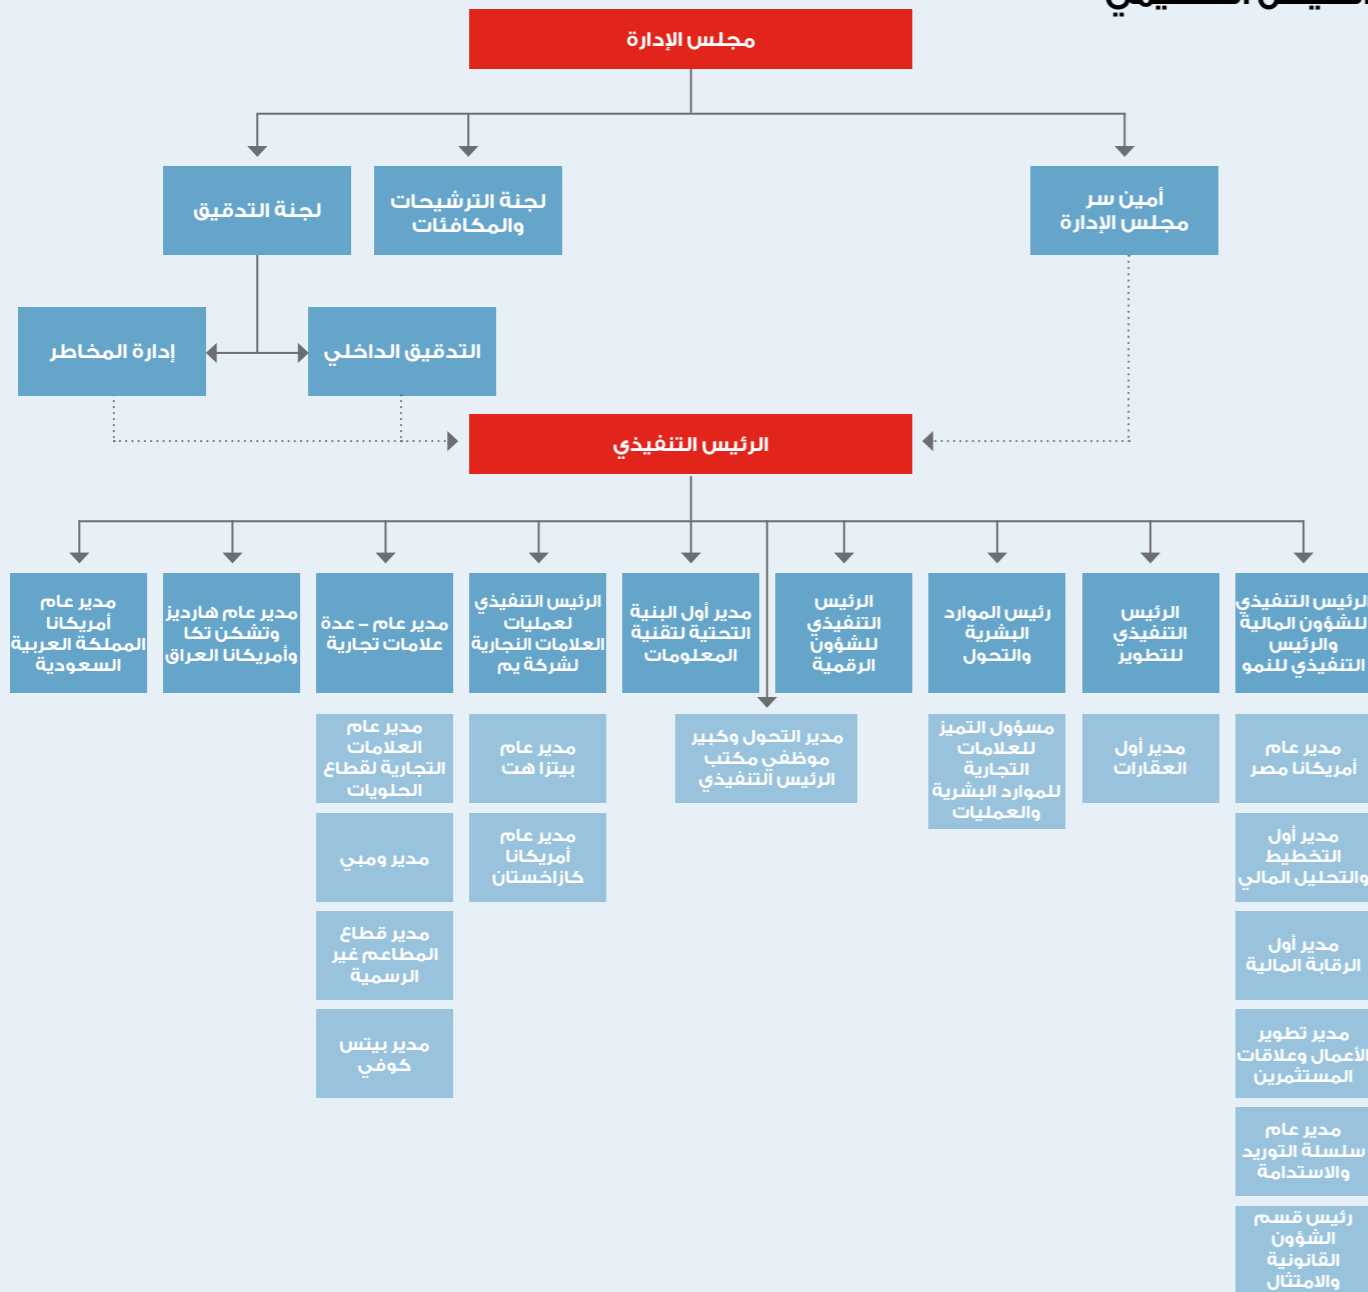 مجلس الإدارة
أمين سر
مجلس الإدارة
لجنة الترشيحات
والمكافئات
لجنة التدقيق
التدقيق الداخلي
إدارة المخاطر
الرئيس التنفيذي
الرئيس التنفيذي
للشؤون المالية
والرئيس
التنفيذي للنمو
الرئيس
التنفيذي
للتطوير
رئيس الموارد
البشرية
والتحول
الرئيس
التنفيذي
للشؤون
الرقمية
مدير أول البنية
التحتية لتقنية
المعلومات
الرئيس التنفيذي
لعمليات
العلامات التجارية
لشركة يم
مدير عام – عدة
علامات تجارية
مدير عام هارديز
وتشكن تكا
وأمريكانا العراق
مدير عام
أمريكانا
المملكة العربية
السعودية
مدير عام
أمريكانا مصر
مدير أول
العقارات
مسؤول التميز
للعلامات
التجارية
للموارد البشرية
والعمليات
مدير التحول وكبير
موظفي مكتب
الرئيس التنفيذي
مدير عام
بيتزا هت
مدير عام
العلامات
التجارية لقطاع
الحلويات
مدير أول
التخطيط
والتحليل المالي
مدير عام
أمريكانا
كازاخستان
مدير ومبي
مدير أول
الرقابة المالية
مدير قطاع
المطاعم غير
الرسمية
مدير تطوير
الأعمال وعلاقات
المستثمرين
مدير بيتس
كوفي
مدير عام
سلسلة التوريد
والاستدامة
رئيس قسم
الشؤون
القانونية
والامتثال